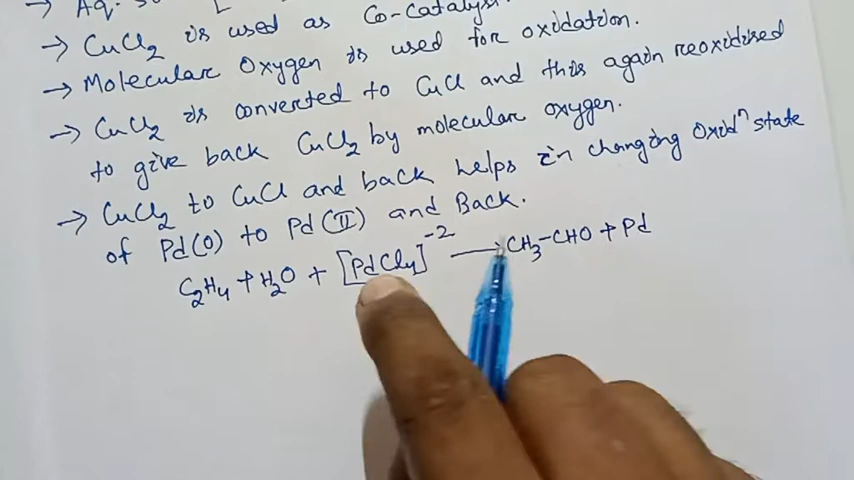 → Aq.
→ CuCl2 is used as Co-Catalyst.
→ Molecular Oxygen is used for oxidation.
→ CuCl2 is converted to CuCl and this again reoxidised
to give back CuCl2 by molecular oxygen.
→ CuCl2 to CuCl and back helps in changing Oxidn state
of Pd(0) to Pd(II) and Back.
C2H4 + H2O + [PdCl4]-2 → CH3-CHO + Pd